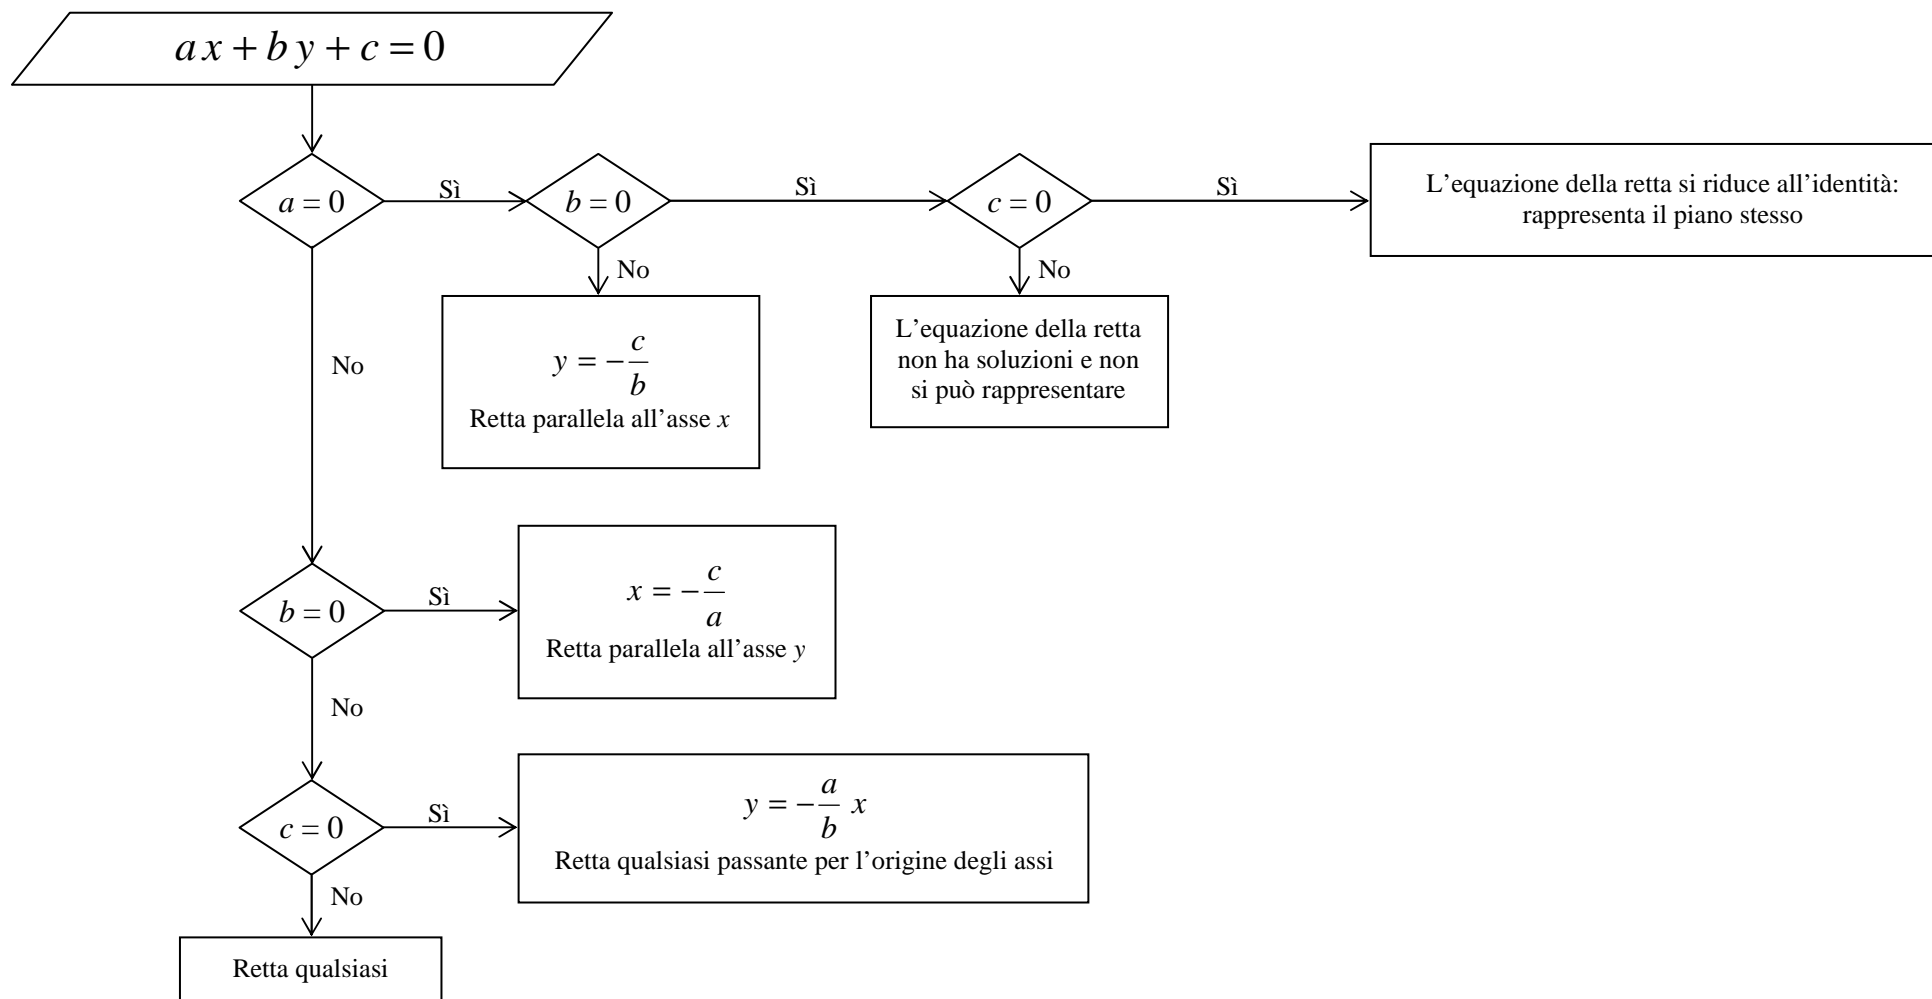 ax + by + c = 0
a = 0
Sì
b = 0
Sì
c = 0
Sì
L’equazione della retta si riduce all’identità:
rappresenta il piano stesso
No
No
No
y = −c/b
Retta parallela all’asse x
L’equazione della retta
non ha soluzioni e non
si può rappresentare
b = 0
Sì
x = −c/a
Retta parallela all’asse y
No
c = 0
Sì
y = −a/b x
Retta qualsiasi passante per l’origine degli assi
No
Retta qualsiasi